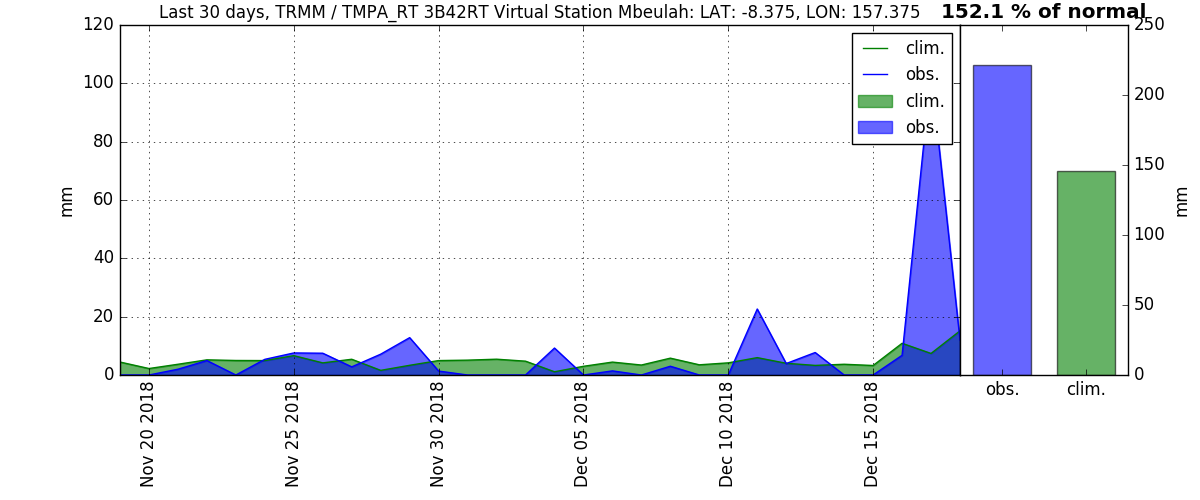 Last 30 days, TRMM / TMPA_RT 3B42RT Virtual Station Mbeulah: LAT: -8.375, LON: 157.375 152.1 % of normal
120
100
80
60
40
20
0
mm
clim.
obs.
clim.
obs.
Nov 20 2018
Nov 25 2018
Nov 30 2018
Dec 05 2018
Dec 10 2018
Dec 15 2018
250
200
150
100
50
0
mm
obs.
clim.